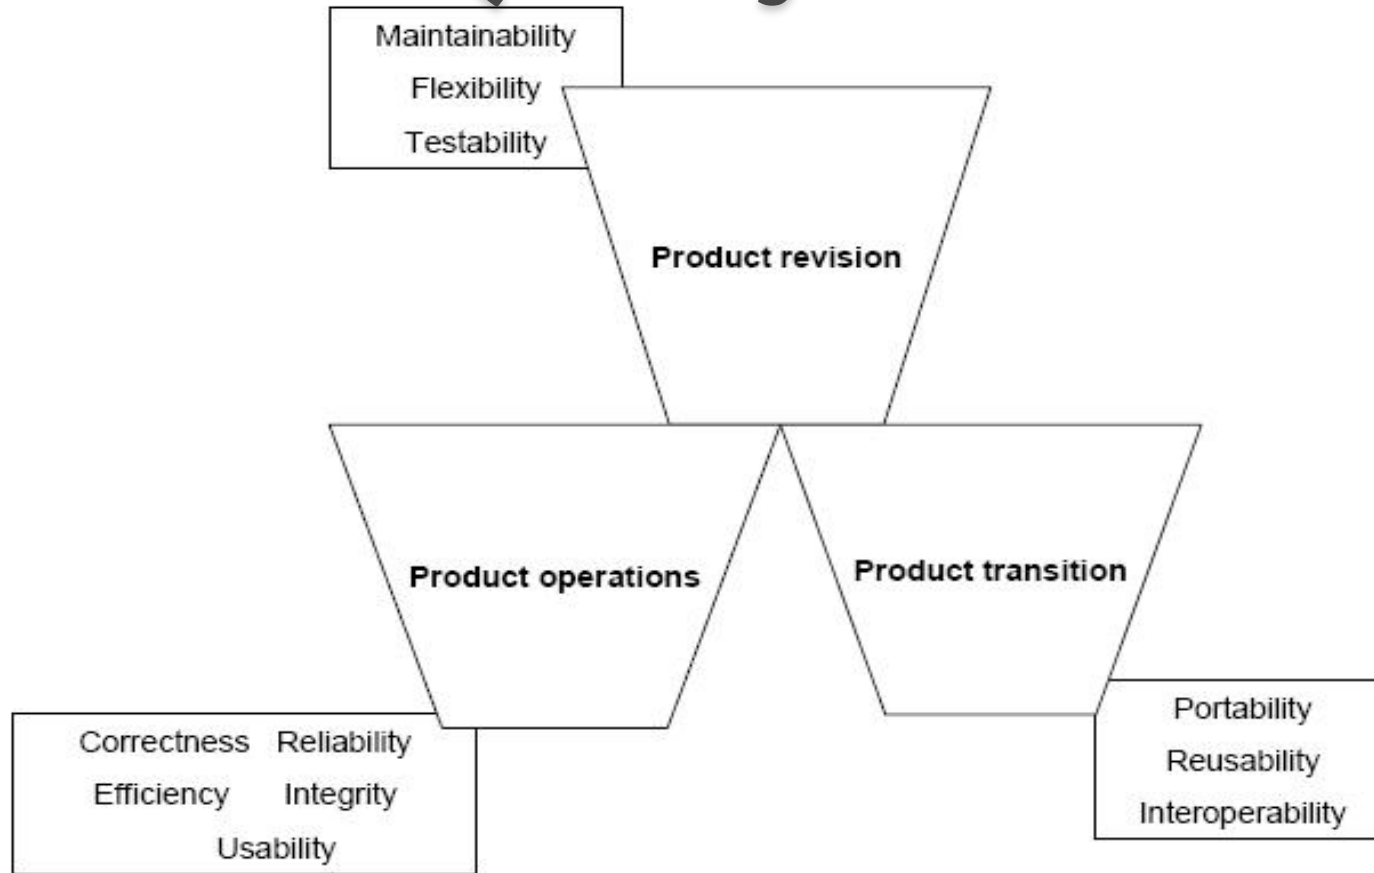 Maintainability
Flexibility
Testability
Product revision
Product operations
Product transition
Correctness Reliability
Efficiency Integrity
Usability
Portability
Reusability
Interoperability